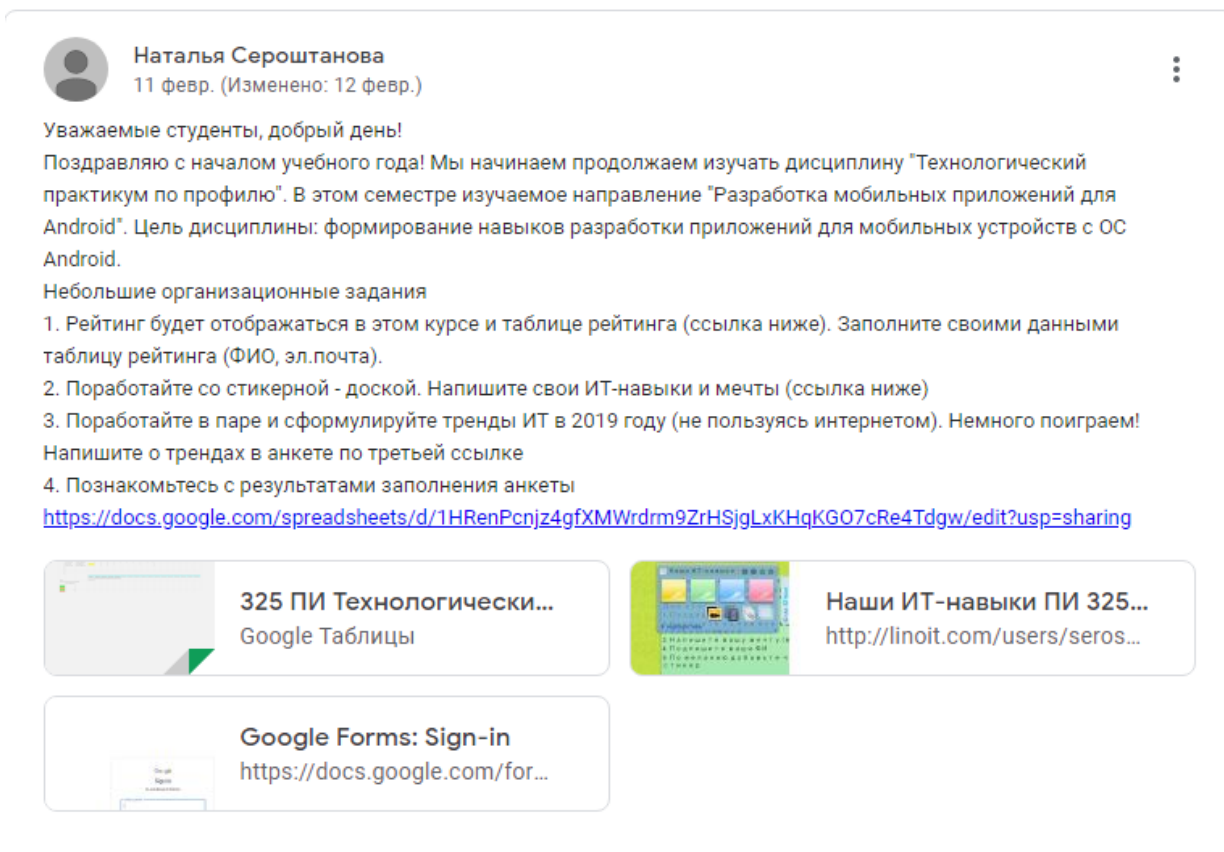 Наталья Сероштанова
11 февр. (Изменено: 12 февр.)
Уважаемые студенты, добрый день!
Поздравляю с началом учебного года! Мы начинаем продолжаем изучать дисциплину "Технологический
практикум по профилю". В этом семестре изучаемое направление "Разработка мобильных приложений для
Android". Цель дисциплины: формирование навыков разработки приложений для мобильных устройств с ОС
Android.
Небольшие организационные задания
1. Рейтинг будет отображаться в этом курсе и таблице рейтинга (ссылка ниже). Заполните своими данными
таблицу рейтинга (ФИО, эл.почта).
2. Поработайте со стикерной - доской. Напишите свои ИТ-навыки и мечты (ссылка ниже)
3. Поработайте в паре и сформулируйте тренды ИТ в 2019 году (не пользуясь интернетом). Немного поиграем!
Напишите о трендах в анкете по третьей ссылке
4. Познакомьтесь с результатами заполнения анкеты
https://docs.google.com/spreadsheets/d/1HRenPcnjz4gfXMWrdrm9ZrHSjgLxKHqKGO7cRe4Tdgw/edit?usp=sharing
325 ПИ Технологически...
Google Таблицы
Наши ИТ-навыки ПИ 325...
http://linoit.com/users/seros...
Google Forms: Sign-in
https://docs.google.com/for...